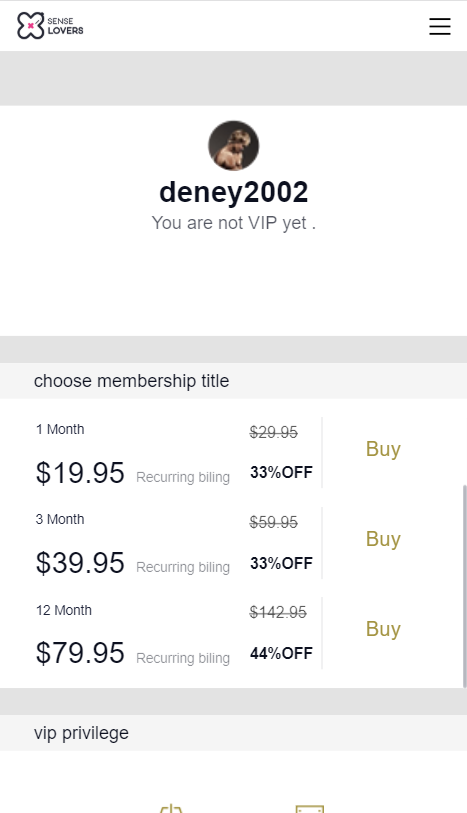 SENSE
LOVERS
deney2002
You are not VIP yet .
choose membership title
1 Month
$29.95
Buy
$19.95 Recurring biling
33%OFF
3 Month
$59.95
Buy
$39.95 Recurring biling
33%OFF
12 Month
$142.95
Buy
$79.95 Recurring biling
44%OFF
vip privilege